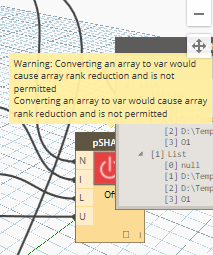 Warning: Converting an array to var would
cause array rank reduction and is not
permitted
Converting an array to var would cause array
rank reduction and is not permitted
[2] D:\Temp
[3] O1
pSHA
[1] List
N
[0] null
I
[1] D:\Temp
L
[2] D:\Temp
Of
[3] O1
U